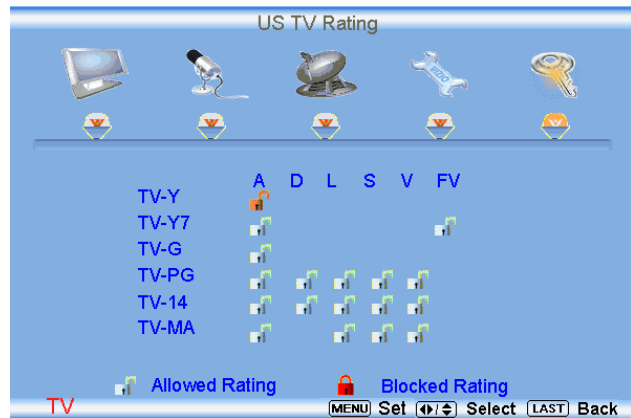 US TV Rating
A D L S V FV
TV-Y
TV-Y7
TV-G
TV-PG
TV-14
TV-MA
Allowed Rating Blocked Rating
TV MENU Set / Select LAST Back